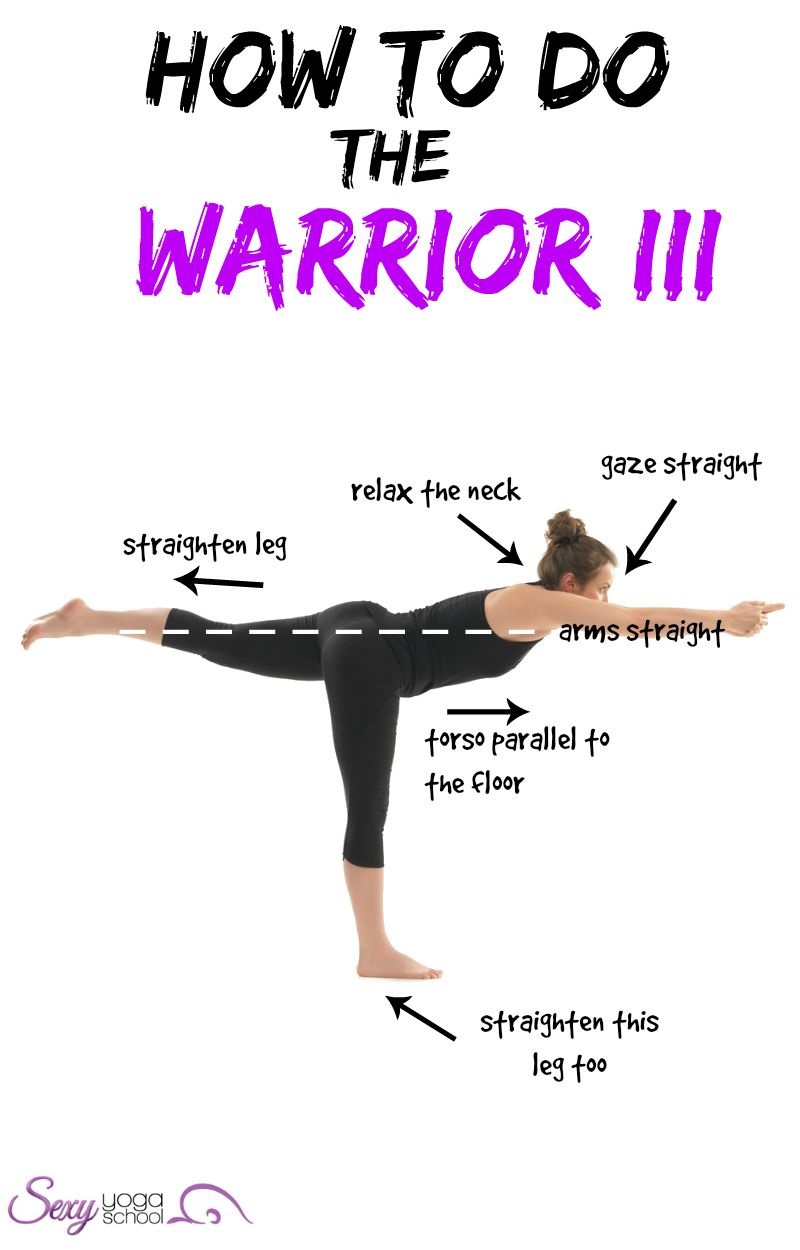 HOW TO DO
THE
WARRIOR III
gaze straight
relax the neck
straighten leg
arms straight
torso parallel to
the floor
straighten this
leg too
Sexy yoga
school